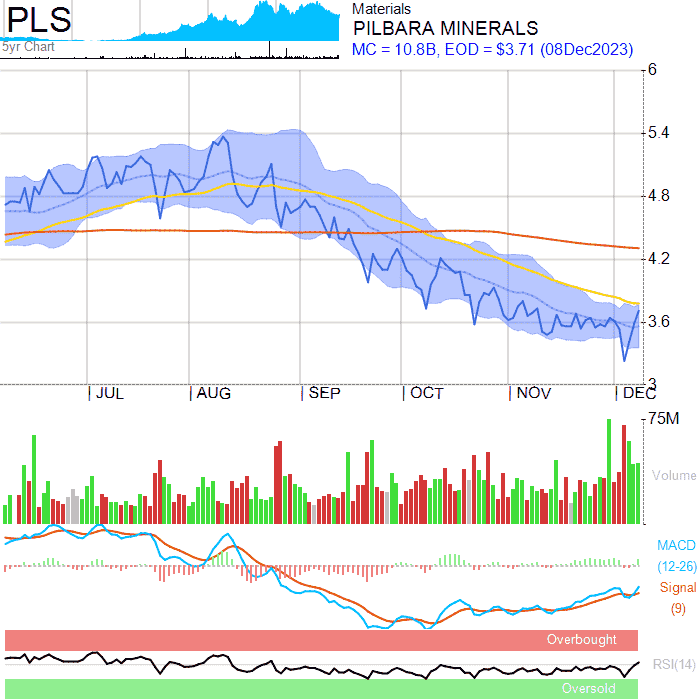 PLS
5yr Chart
Materials
PILBARA MINERALS
MC = 10.8B, EOD = $3.71 (08Dec2023)
6
5.4
4.8
4.2
3.6
3
JUL
AUG
SEP
OCT
NOV
DEC
75M
Volume
MACD
(12-26)
Signal
(9)
Overbought
RSI(14)
Oversold